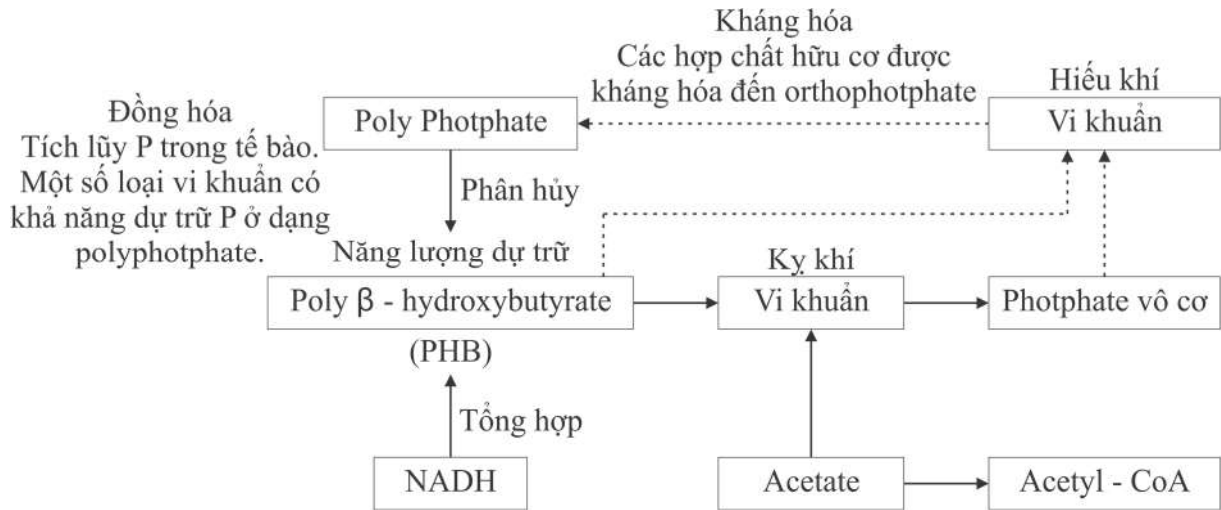 Kháng hóa
Các hợp chất hữu cơ được
kháng hóa đến orthophotphate
Hiếu khí
Vi khuẩn
Đồng hóa
Tích lũy P trong tế bào.
Một số loại vi khuẩn có
khả năng dự trữ P ở dạng
polyphotphate.
Poly Photphate
Phân hủy
Năng lượng dự trữ
Poly β - hydroxybutyrate
(PHB)
Kỵ khí
Vi khuẩn
Photphate vô cơ
Tổng hợp
NADH
Acetate
Acetyl - CoA